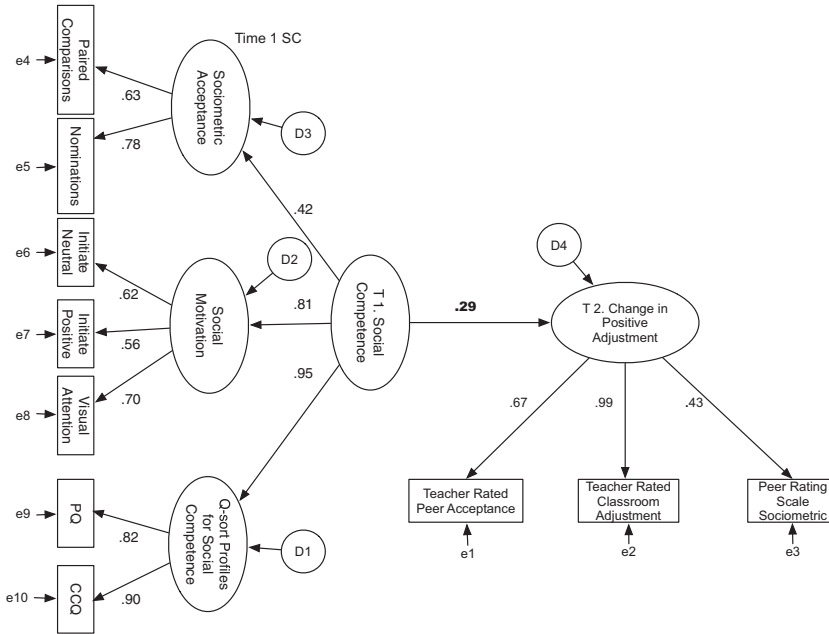 Time 1 SC
e4
Paired
Comparisons
.63
Sociometric
Acceptance
D3
e5
Nominations
.78
.42
e6
Initiate
Neutral
.62
D2
Social
Motivation
.81
e7
Initiate
Positive
.56
e8
Visual
Attention
.70
T 1. Social
Competence
.29
D4
T 2. Change in
Positive
Adjustment
.95
.67
.99
.43
Teacher Rated
Peer Acceptance
Teacher Rated
Classroom
Adjustment
Peer Rating
Scale
Sociometric
e1
e2
e3
e9
PQ
.82
Q-sort Profiles
for Social
Competence
D1
e10
CCQ
.90